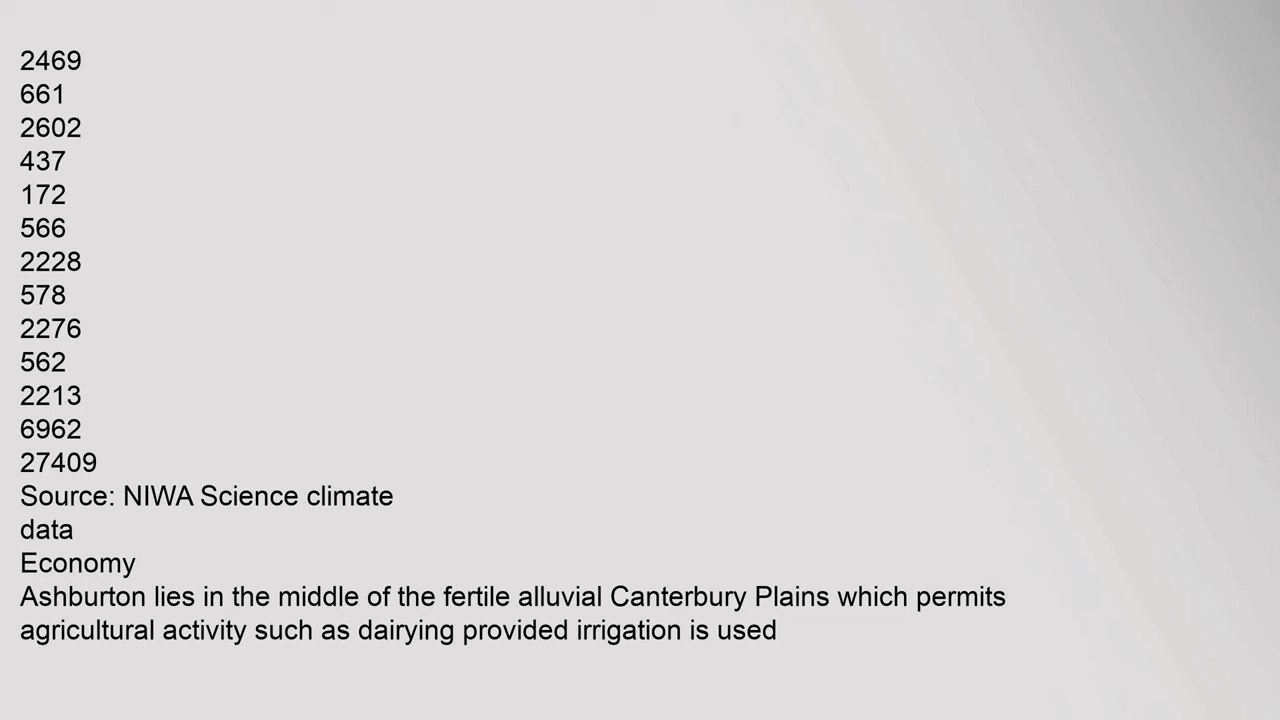 2469
661
2602
437
172
566
2228
578
2276
562
2213
6962
27409
Source: NIWA Science climate
data
Economy
Ashburton lies in the middle of the fertile alluvial Canterbury Plains which permits
agricultural activity such as dairying provided irrigation is used